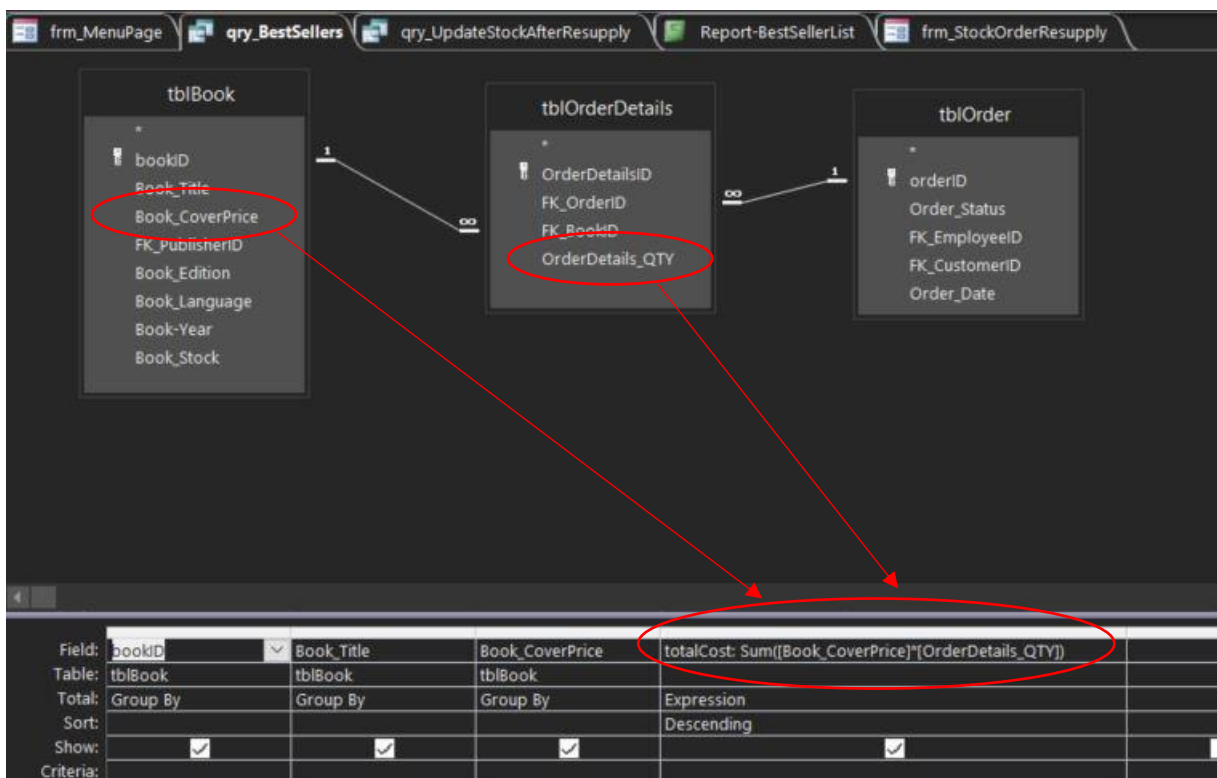 frm_MenuPage qry_BestSellers qry_UpdateStockAfterResupply Report-BestSellerList frm_StockOrderResupply
tblBook
*
bookID
Book_Title
Book_CoverPrice
FK_PublisherID
Book_Edition
Book_Language
Book-Year
Book_Stock
1
∞
tblOrderDetails
*
OrderDetailsID
FK_OrderID
FK_BookID
OrderDetails_QTY
∞
1
tblOrder
*
orderID
Order_Status
FK_EmployeeID
FK_CustomerID
Order_Date
Field: bookID Book_Title Book_CoverPrice totalCost: Sum([Book_CoverPrice]*[OrderDetails_QTY])
Table: tblBook tblBook tblBook
Total: Group By Group By Group By Expression
Sort: Descending
Show:
Criteria: